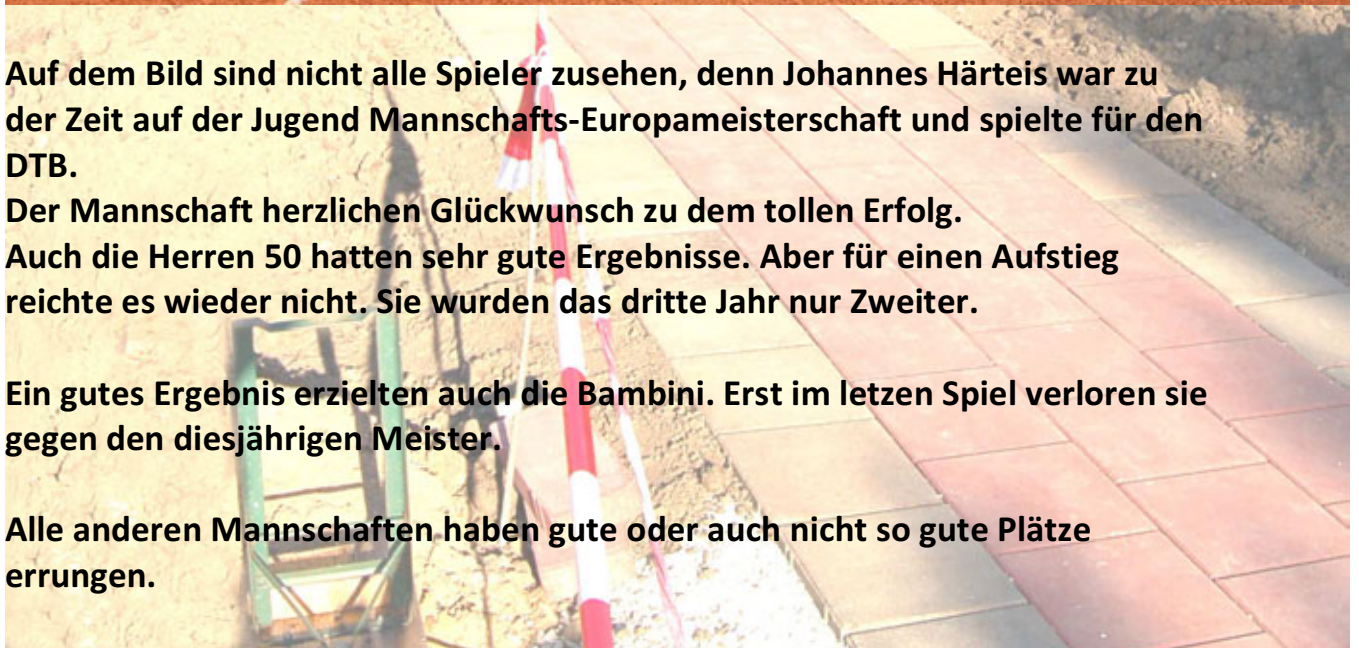 Auf dem Bild sind nicht alle Spieler zusehen, denn Johannes Härteis war zu
der Zeit auf der Jugend Mannschafts-Europameisterschaft und spielte für den
DTB.
Der Mannschaft herzlichen Glückwunsch zu dem tollen Erfolg.
Auch die Herren 50 hatten sehr gute Ergebnisse. Aber für einen Aufstieg
reichte es wieder nicht. Sie wurden das dritte Jahr nur Zweiter.
Ein gutes Ergebnis erzielten auch die Bambini. Erst im letzen Spiel verloren sie
gegen den diesjährigen Meister.
Alle anderen Mannschaften haben gute oder auch nicht so gute Plätze
errungen.